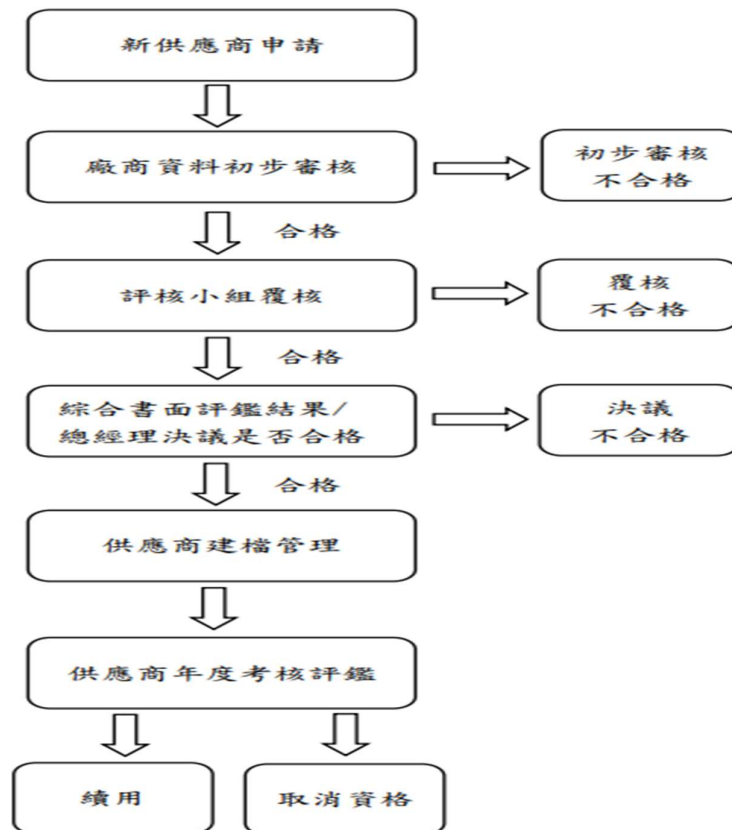 新供應商申請
廠商資料初步審核
初步審核
不合格
合格
評核小組覆核
覆核
不合格
合格
綜合書面評鑑結果/
總經理決議是否合格
決議
不合格
合格
供應商建檔管理
供應商年度考核評鑑
續用
取消資格